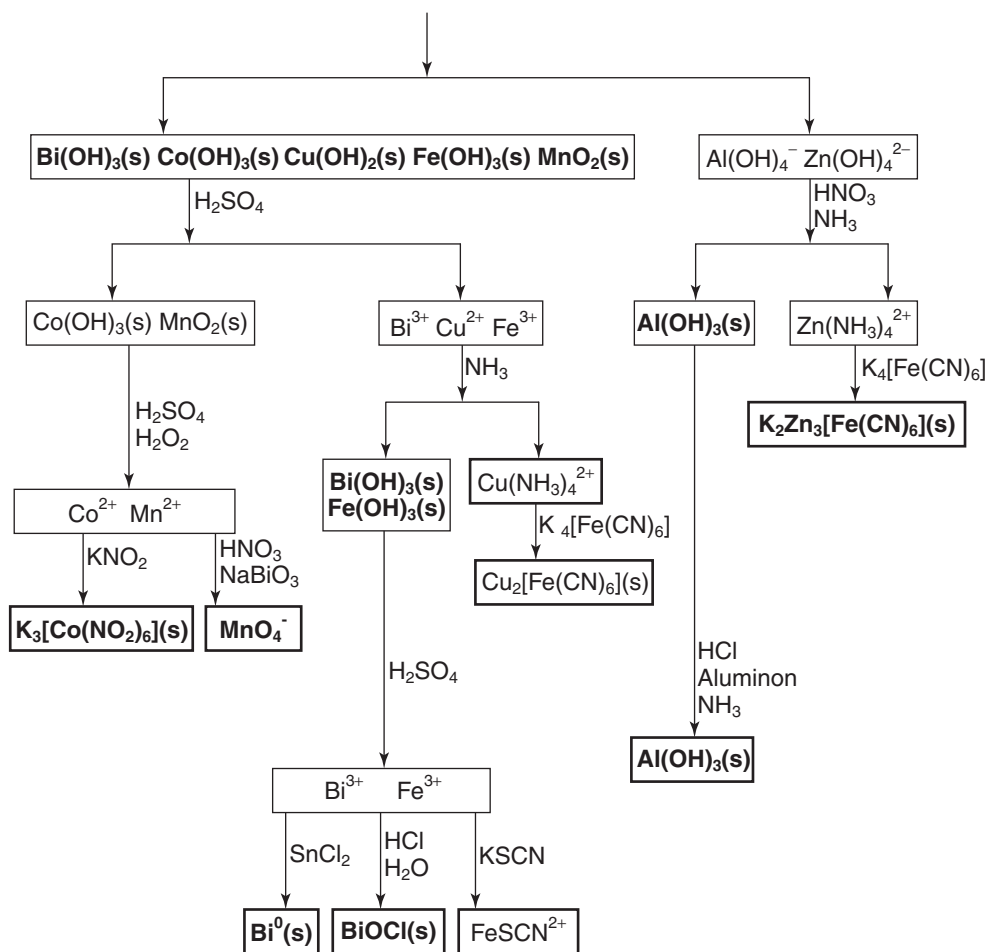 Bi(OH)₃(s) Co(OH)₃(s) Cu(OH)₂(s) Fe(OH)₃(s) MnO₂(s)
Al(OH)₄⁻ Zn(OH)₄²⁻
H₂SO₄
HNO₃
NH₃
Co(OH)₃(s) MnO₂(s)
Bi³⁺ Cu²⁺ Fe³⁺
Al(OH)₃(s)
Zn(NH₃)₄²⁺
NH₃
K₄[Fe(CN)₆]
H₂SO₄
H₂O₂
K₂Zn₃[Fe(CN)₆](s)
Bi(OH)₃(s)
Fe(OH)₃(s)
Cu(NH₃)₄²⁺
Co²⁺ Mn²⁺
K ₄[Fe(CN)₆]
KNO₂
HNO₃
NaBiO₃
Cu₂[Fe(CN)₆](s)
K₃[Co(NO₂)₆](s)
MnO₄⁻
H₂SO₄
HCl
Aluminon
NH₃
Al(OH)₃(s)
Bi³⁺ Fe³⁺
SnCl₂
HCl
H₂O
KSCN
Bi⁰(s)
BiOCl(s)
FeSCN²⁺